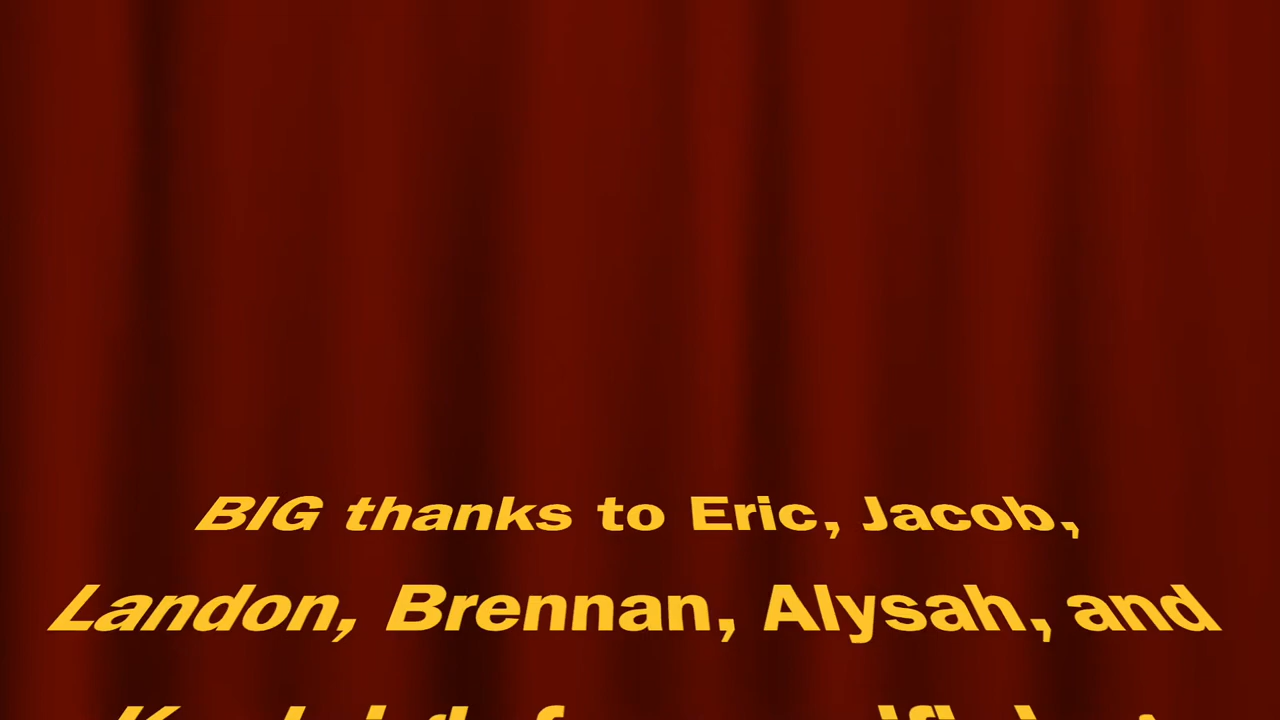 BIG thanks to Eric, Jacob,
Landon, Brennan, Alysah, and